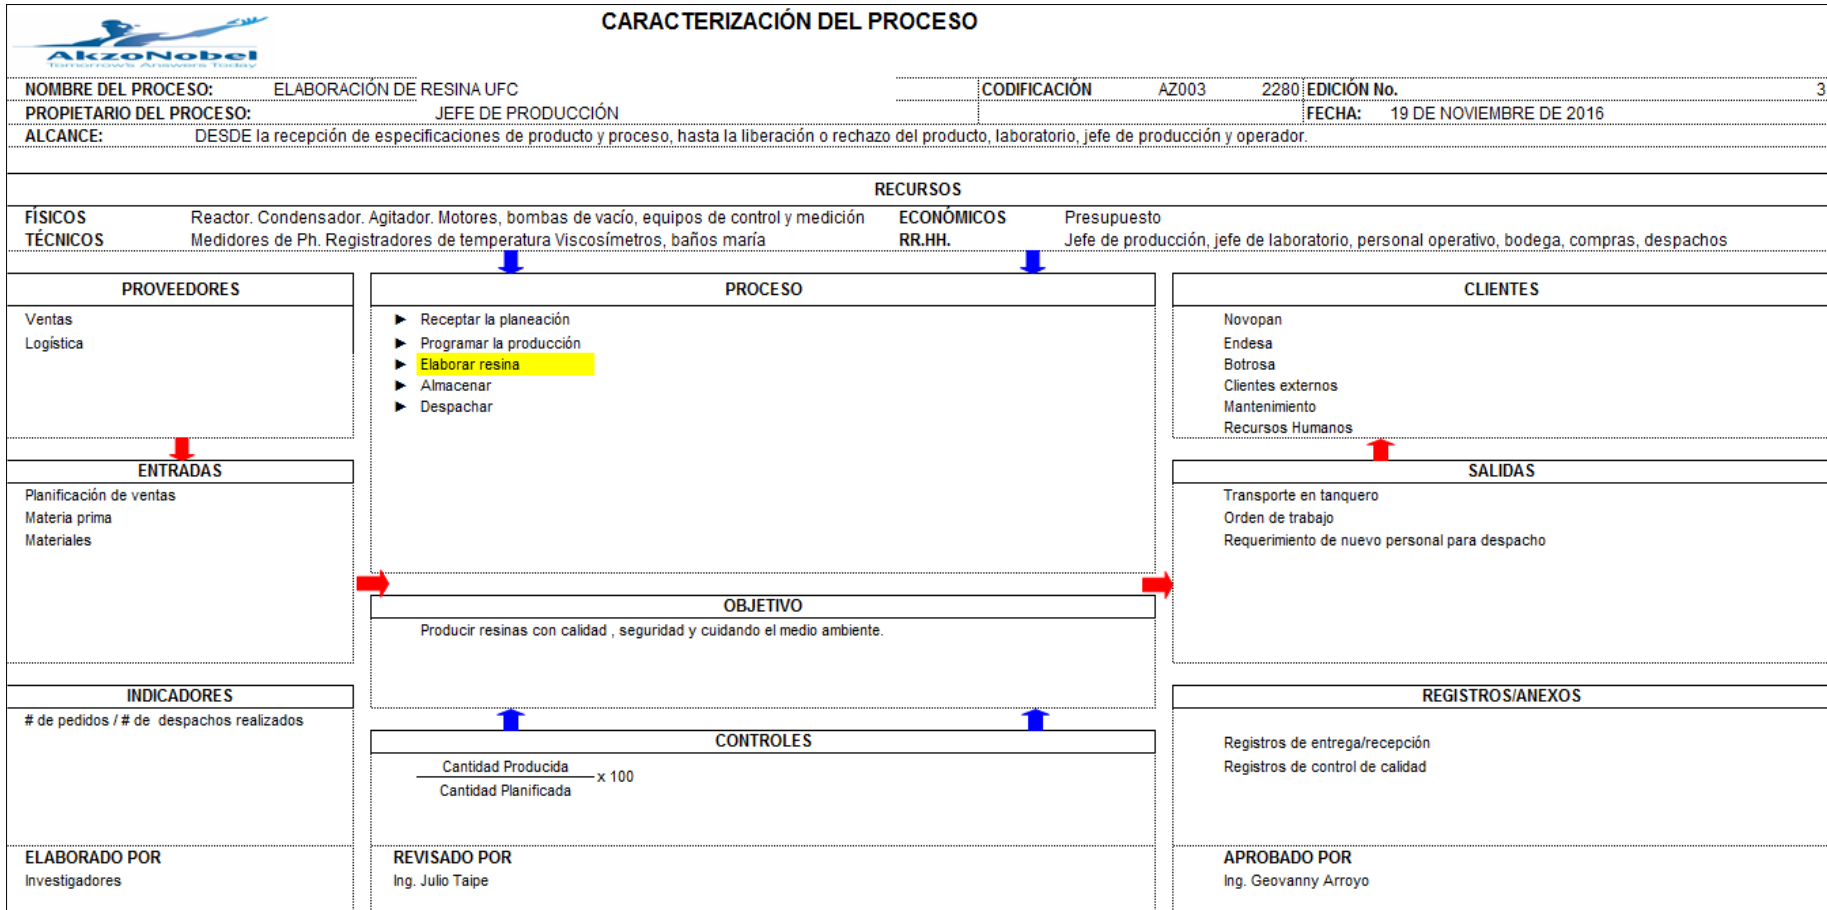 CARACTERIZACIÓN DEL PROCESO
AkzoNobel
Tomorrow's Answers Today
NOMBRE DEL PROCESO: ELABORACIÓN DE RESINA UFC CODIFICACIÓN AZ003 2280 EDICIÓN No. 3
PROPIETARIO DEL PROCESO: JEFE DE PRODUCCIÓN FECHA: 19 DE NOVIEMBRE DE 2016
ALCANCE: DESDE la recepción de especificaciones de producto y proceso, hasta la liberación o rechazo del producto, laboratorio, jefe de producción y operador.
RECURSOS
FÍSICOS Reactor. Condensador. Agitador. Motores, bombas de vacío, equipos de control y medición ECONÓMICOS Presupuesto
TÉCNICOS Medidores de Ph. Registradores de temperatura Viscosímetros, baños maría RR.HH. Jefe de producción, jefe de laboratorio, personal operativo, bodega, compras, despachos
PROVEEDORES
Ventas
Logística
ENTRADAS
Planificación de ventas
Materia prima
Materiales
INDICADORES
# de pedidos / # de despachos realizados
PROCESO
► Receptar la planeación
► Programar la producción
► Elaborar resina
► Almacenar
► Despachar
OBJETIVO
Producir resinas con calidad , seguridad y cuidando el medio ambiente.
CONTROLES
Cantidad Producida
x 100
Cantidad Planificada
CLIENTES
Novopan
Endesa
Botrosa
Clientes externos
Mantenimiento
Recursos Humanos
SALIDAS
Transporte en tanquero
Orden de trabajo
Requerimiento de nuevo personal para despacho
REGISTROS/ANEXOS
Registros de entrega/recepción
Registros de control de calidad
ELABORADO POR
Investigadores
REVISADO POR
Ing. Julio Taipe
APROBADO POR
Ing. Geovanny Arroyo